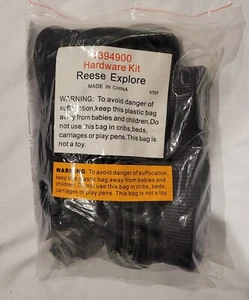 1394900
Hardware Kit
Reese Explore
MADE IN CHINA
V101
WARNING: To avoid danger of
suffocation,keep this plastic bag
away from babies and
children.Do not
use this bag in cribs,beds,
carriages or play pens.This bag is
not a toy.
WARNING: To avoid danger of suffocation,
keep this plastic bag away from babies and
children. Do not use this bag in cribs, beds,
carriages or play pens. This bag is not a toy.